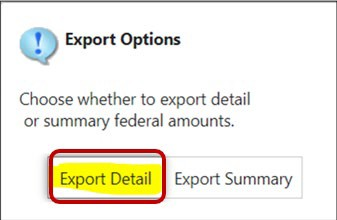 Export Options
Choose whether to export detail
or summary federal amounts.
Export Detail Export Summary